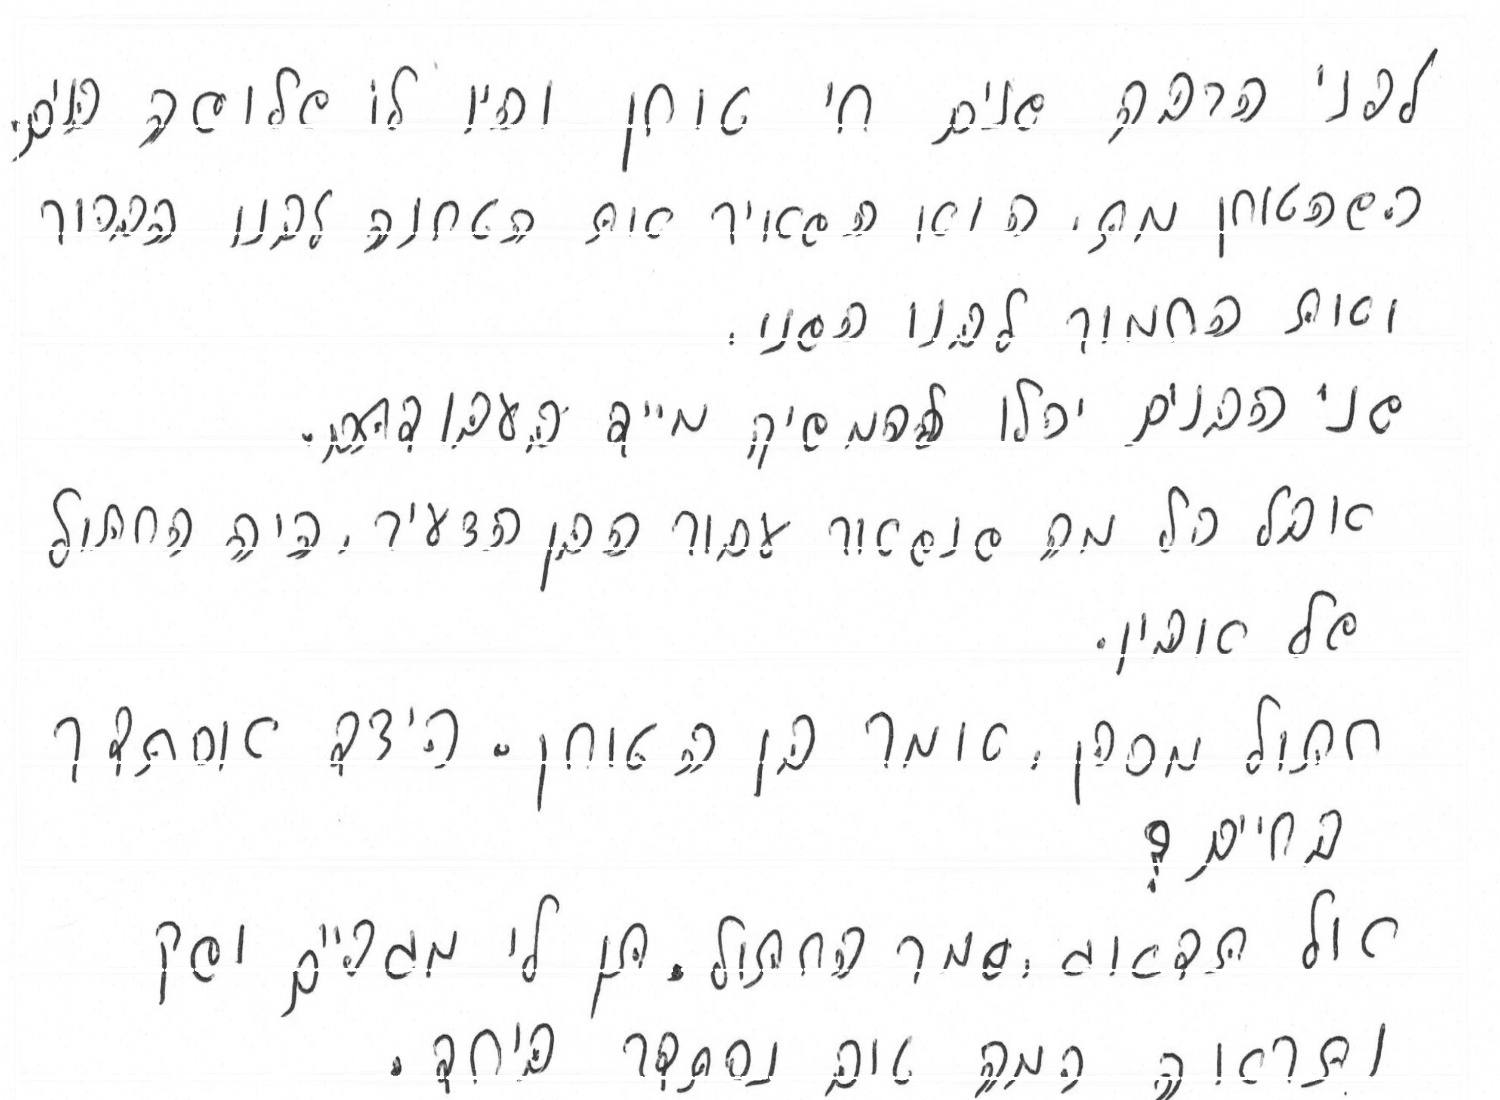 לפני הרבה שנים חי טוחן והיו לו שלושה בנים.
כשהטוחן מת, הוא השאיר את הטחנה לבנו הבכור
ואת החמור לבנו השני.
שני הבנים יכלו להמשיך מייד בעבודתם.
אבל כל מה שנשאר עבור הבן הצעיר, היה החתול
של אביו.
חתול מסכן, אמר בן הטוחן. כיצד אסתדר
בחיים?
אל תדאג, אמר החתול. תן לי מגפיים ושק
ותראה כמה טוב נסתדר ביחד.